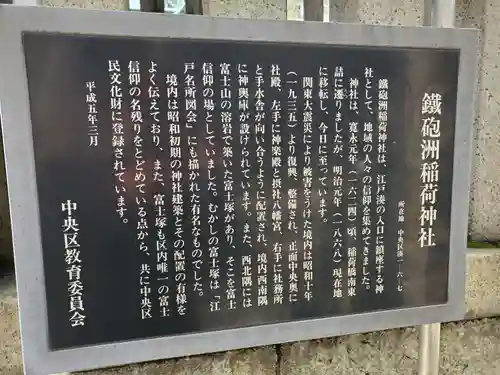 鐵砲洲稲荷神社
所在地 中央区湊一-六-七
鐵砲洲稲荷神社は、江戸湊の入口に鎮座する神
社として、地域の人々の信仰を集めてきました。
神社は、寛永元年(一六二四)頃、稲荷橋南東
詰に遷りましたが、明治元年(一八六八)現在地
に移転し、今日に至っています。
関東大震災により被害をうけた境内は昭和十年
(一九三五)より復興、整備され、正面中央奥に
社殿、左手に神楽殿と摂社八幡宮、右手に社務所
と手水舎が向い合うように配置され、境内西南隅
に神輿庫が設けられています。また、西北隅には
富士山の溶岩で築いた富士塚があり、そこを富士
信仰の場としていました。むかしの富士塚は「江
戸名所図会」にも描かれた有名なものでした。
境内は昭和初期の神社建築とその配置の有様を
よく伝えており、また、富士塚も区内唯一の富士
信仰の名残りをとどめている点から、共に中央区
民文化財に登録されています。
平成五年三月
中央区教育委員会